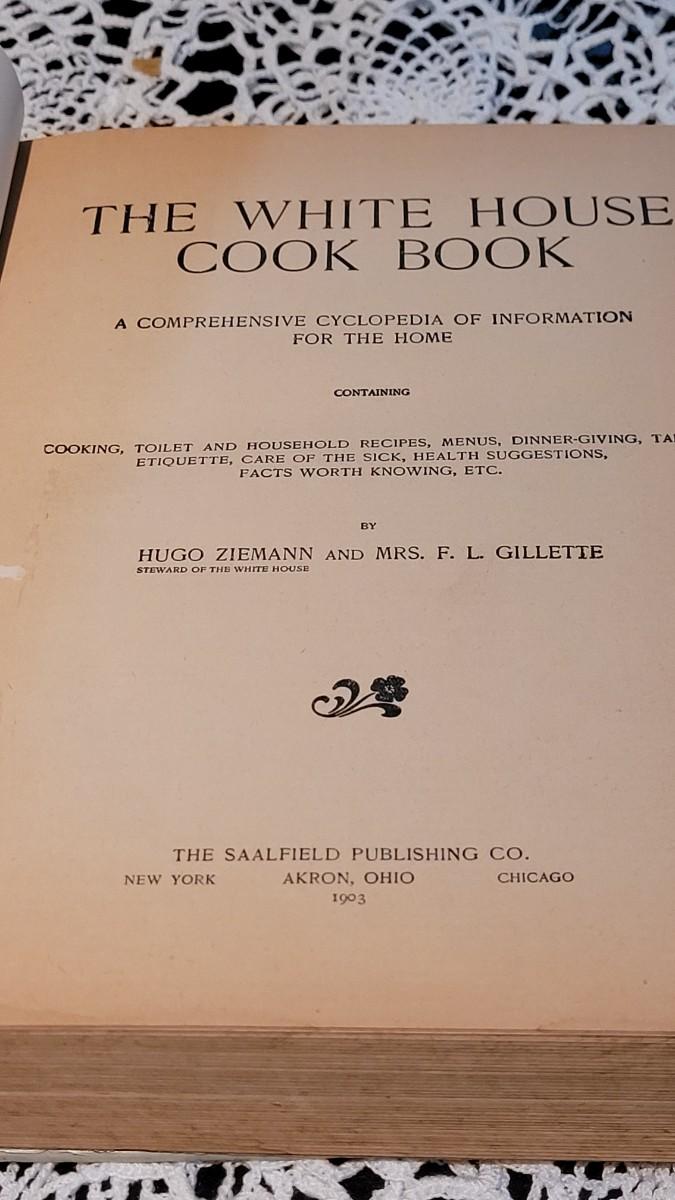 THE WHITE HOUSE
COOK BOOK
A COMPREHENSIVE CYCLOPEDIA OF INFORMATION
FOR THE HOME
CONTAINING
COOKING, TOILET AND HOUSEHOLD RECIPES, MENUS, DINNER-GIVING,
ETIQUETTE, CARE OF THE SICK, HEALTH SUGGESTIONS,
FACTS WORTH KNOWING, ETC.
BY
HUGO ZIEMANN AND MRS. F. L. GILLETTE
STEWARD OF THE WHITE HOUSE
THE SAALFIELD PUBLISHING CO.
NEW YORK AKRON, OHIO CHICAGO
1903